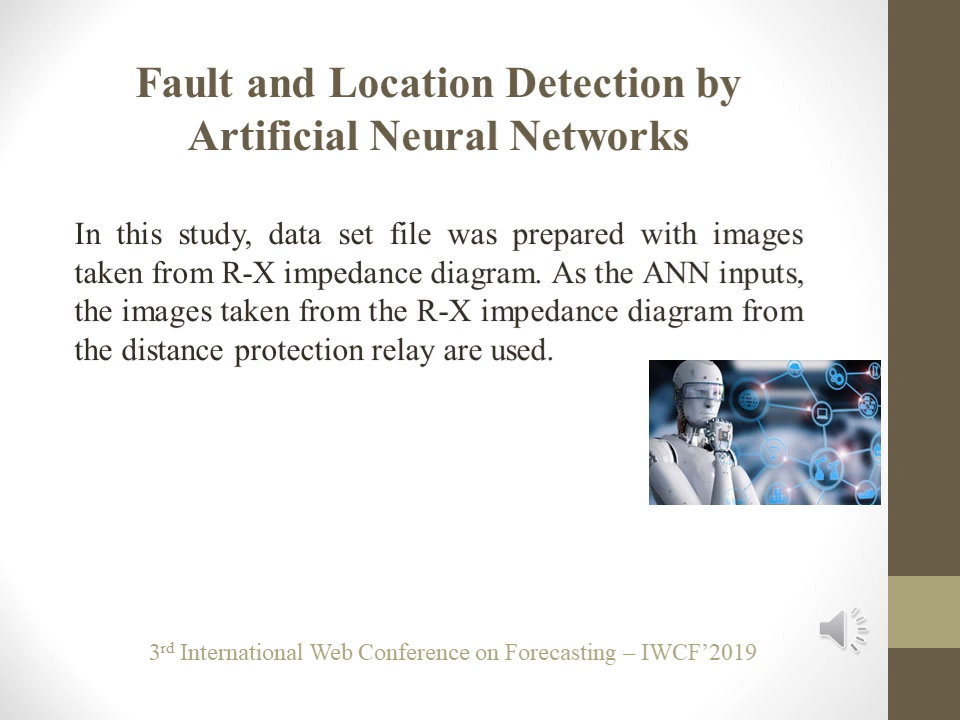 Fault and Location Detection by
Artificial Neural Networks
In this study, data set file was prepared with images
taken from R-X impedance diagram. As the ANN inputs,
the images taken from the R-X impedance diagram from
the distance protection relay are used.
3rd International Web Conference on Forecasting – IWCF’2019